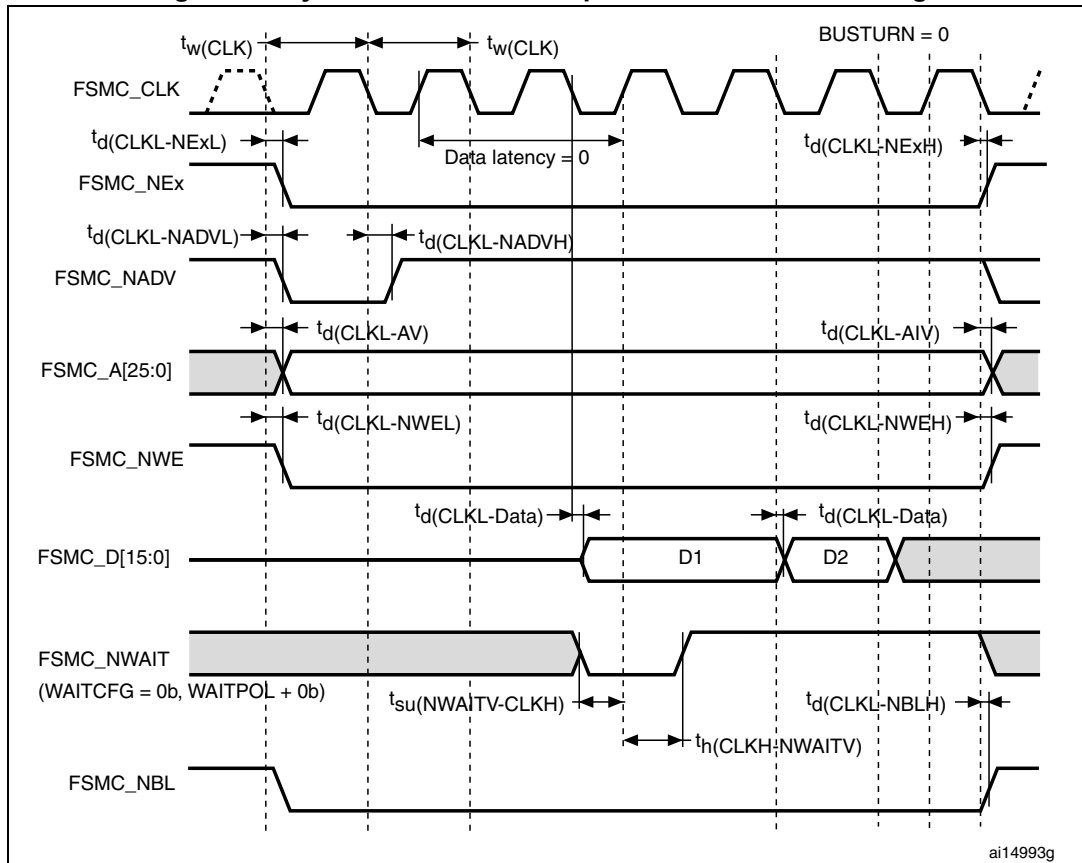 BUSTURN = 0
tw(CLK)
tw(CLK)
FSMC_CLK
td(CLKL-NExL)
Data latency = 0
td(CLKL-NExH)
FSMC_NEx
td(CLKL-NADVL)
td(CLKL-NADVH)
FSMC_NADV
td(CLKL-AV)
td(CLKL-AIV)
FSMC_A[25:0]
td(CLKL-NWEL)
td(CLKL-NWEH)
FSMC_NWE
td(CLKL-Data)
td(CLKL-Data)
FSMC_D[15:0]
D1
D2
FSMC_NWAIT
(WAITCFG = 0b, WAITPOL + 0b)
tsu(NWAITV-CLKH)
td(CLKL-NBLH)
th(CLKH-NWAITV)
FSMC_NBL
ai14993g